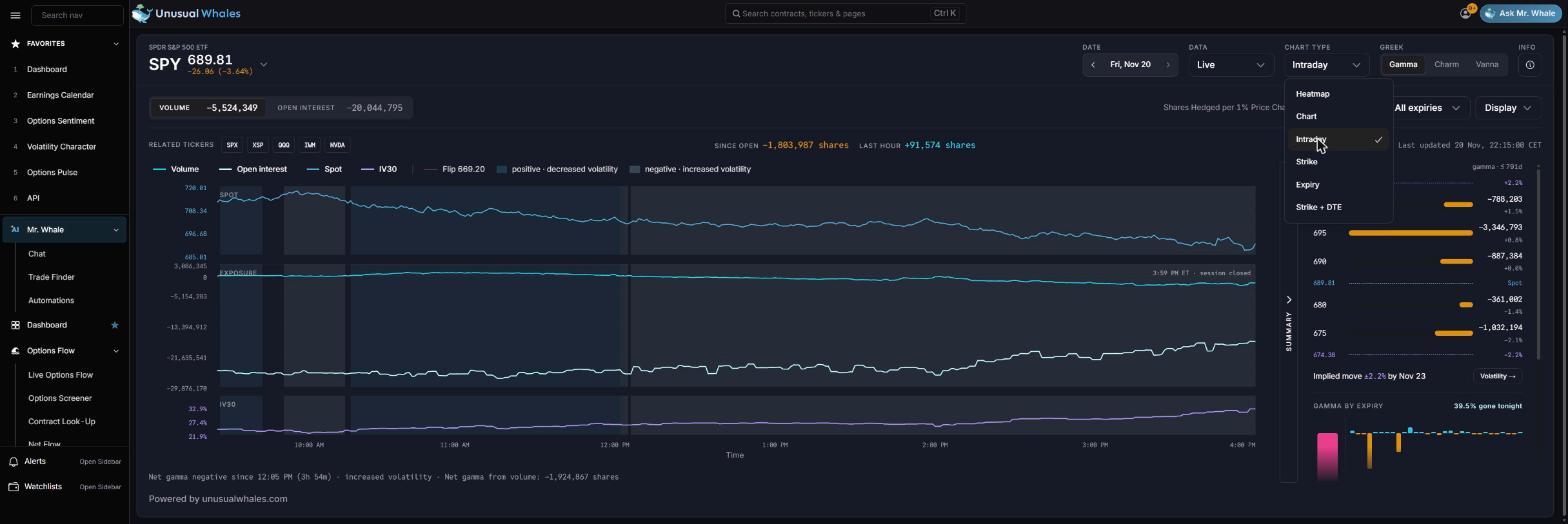 Search nav
Unusual Whales
Search contracts, tickers & pages
Ctrl K
9+
Ask Mr. Whale
FAVORITES
1 Dashboard
2 Earnings Calendar
3 Options Sentiment
4 Volatility Character
5 Options Pulse
6 API
AI Mr. Whale
Chat
Trade Finder
Automations
Dashboard
Options Flow
Live Options Flow
Options Screener
Contract Look-Up
Net Flow
Alerts Open Sidebar
Watchlists Open Sidebar
SPDR S&P 500 ETF
SPY 689.81
-26.06 (-3.64%)
DATE
Fri, Nov 20
DATA
Live
CHART TYPE
Intraday
GREEK
Gamma Charm Vanna
INFO
Heatmap
Chart
Intraday
Strike
Expiry
Strike + DTE
VOLUME -5,524,349
OPEN INTEREST -20,044,795
Shares Hedged per 1% Price Cha
All expiries
Display
RELATED TICKERS SPX XSP QQQ IWM NVDA
SINCE OPEN -1,803,987 shares LAST HOUR +91,574 shares
Last updated 20 Nov, 22:15:00 CET
Volume Open interest Spot IV30 Flip 669.20 positive · decreased volatility negative · increased volatility
SPOT
720.01
708.34
696.68
685.01
EXPOSURE
3,086,345
0
-5,154,283
-13,394,912
-21,635,541
-29,876,170
3:59 PM ET · session closed
IV30
32.9%
27.4%
21.9%
10:00 AM 11:00 AM 12:00 PM 1:00 PM 2:00 PM 3:00 PM 4:00 PM
Time
Net gamma negative since 12:05 PM (3h 54m) · increased volatility · Net gamma from volume: -1,924,867 shares
Powered by unusualwhales.com
SUMMARY
gamma · ≤791d
+2.2%
-788,203
+1.5%
695 -3,346,793
+0.8%
690 -887,384
+0.0%
689.81 Spot
680 -361,002
-1.4%
675 -1,032,194
-2.1%
674.38 -2.2%
Implied move ±2.2% by Nov 23
Volatility →
GAMMA BY EXPIRY 39.5% gone tonight